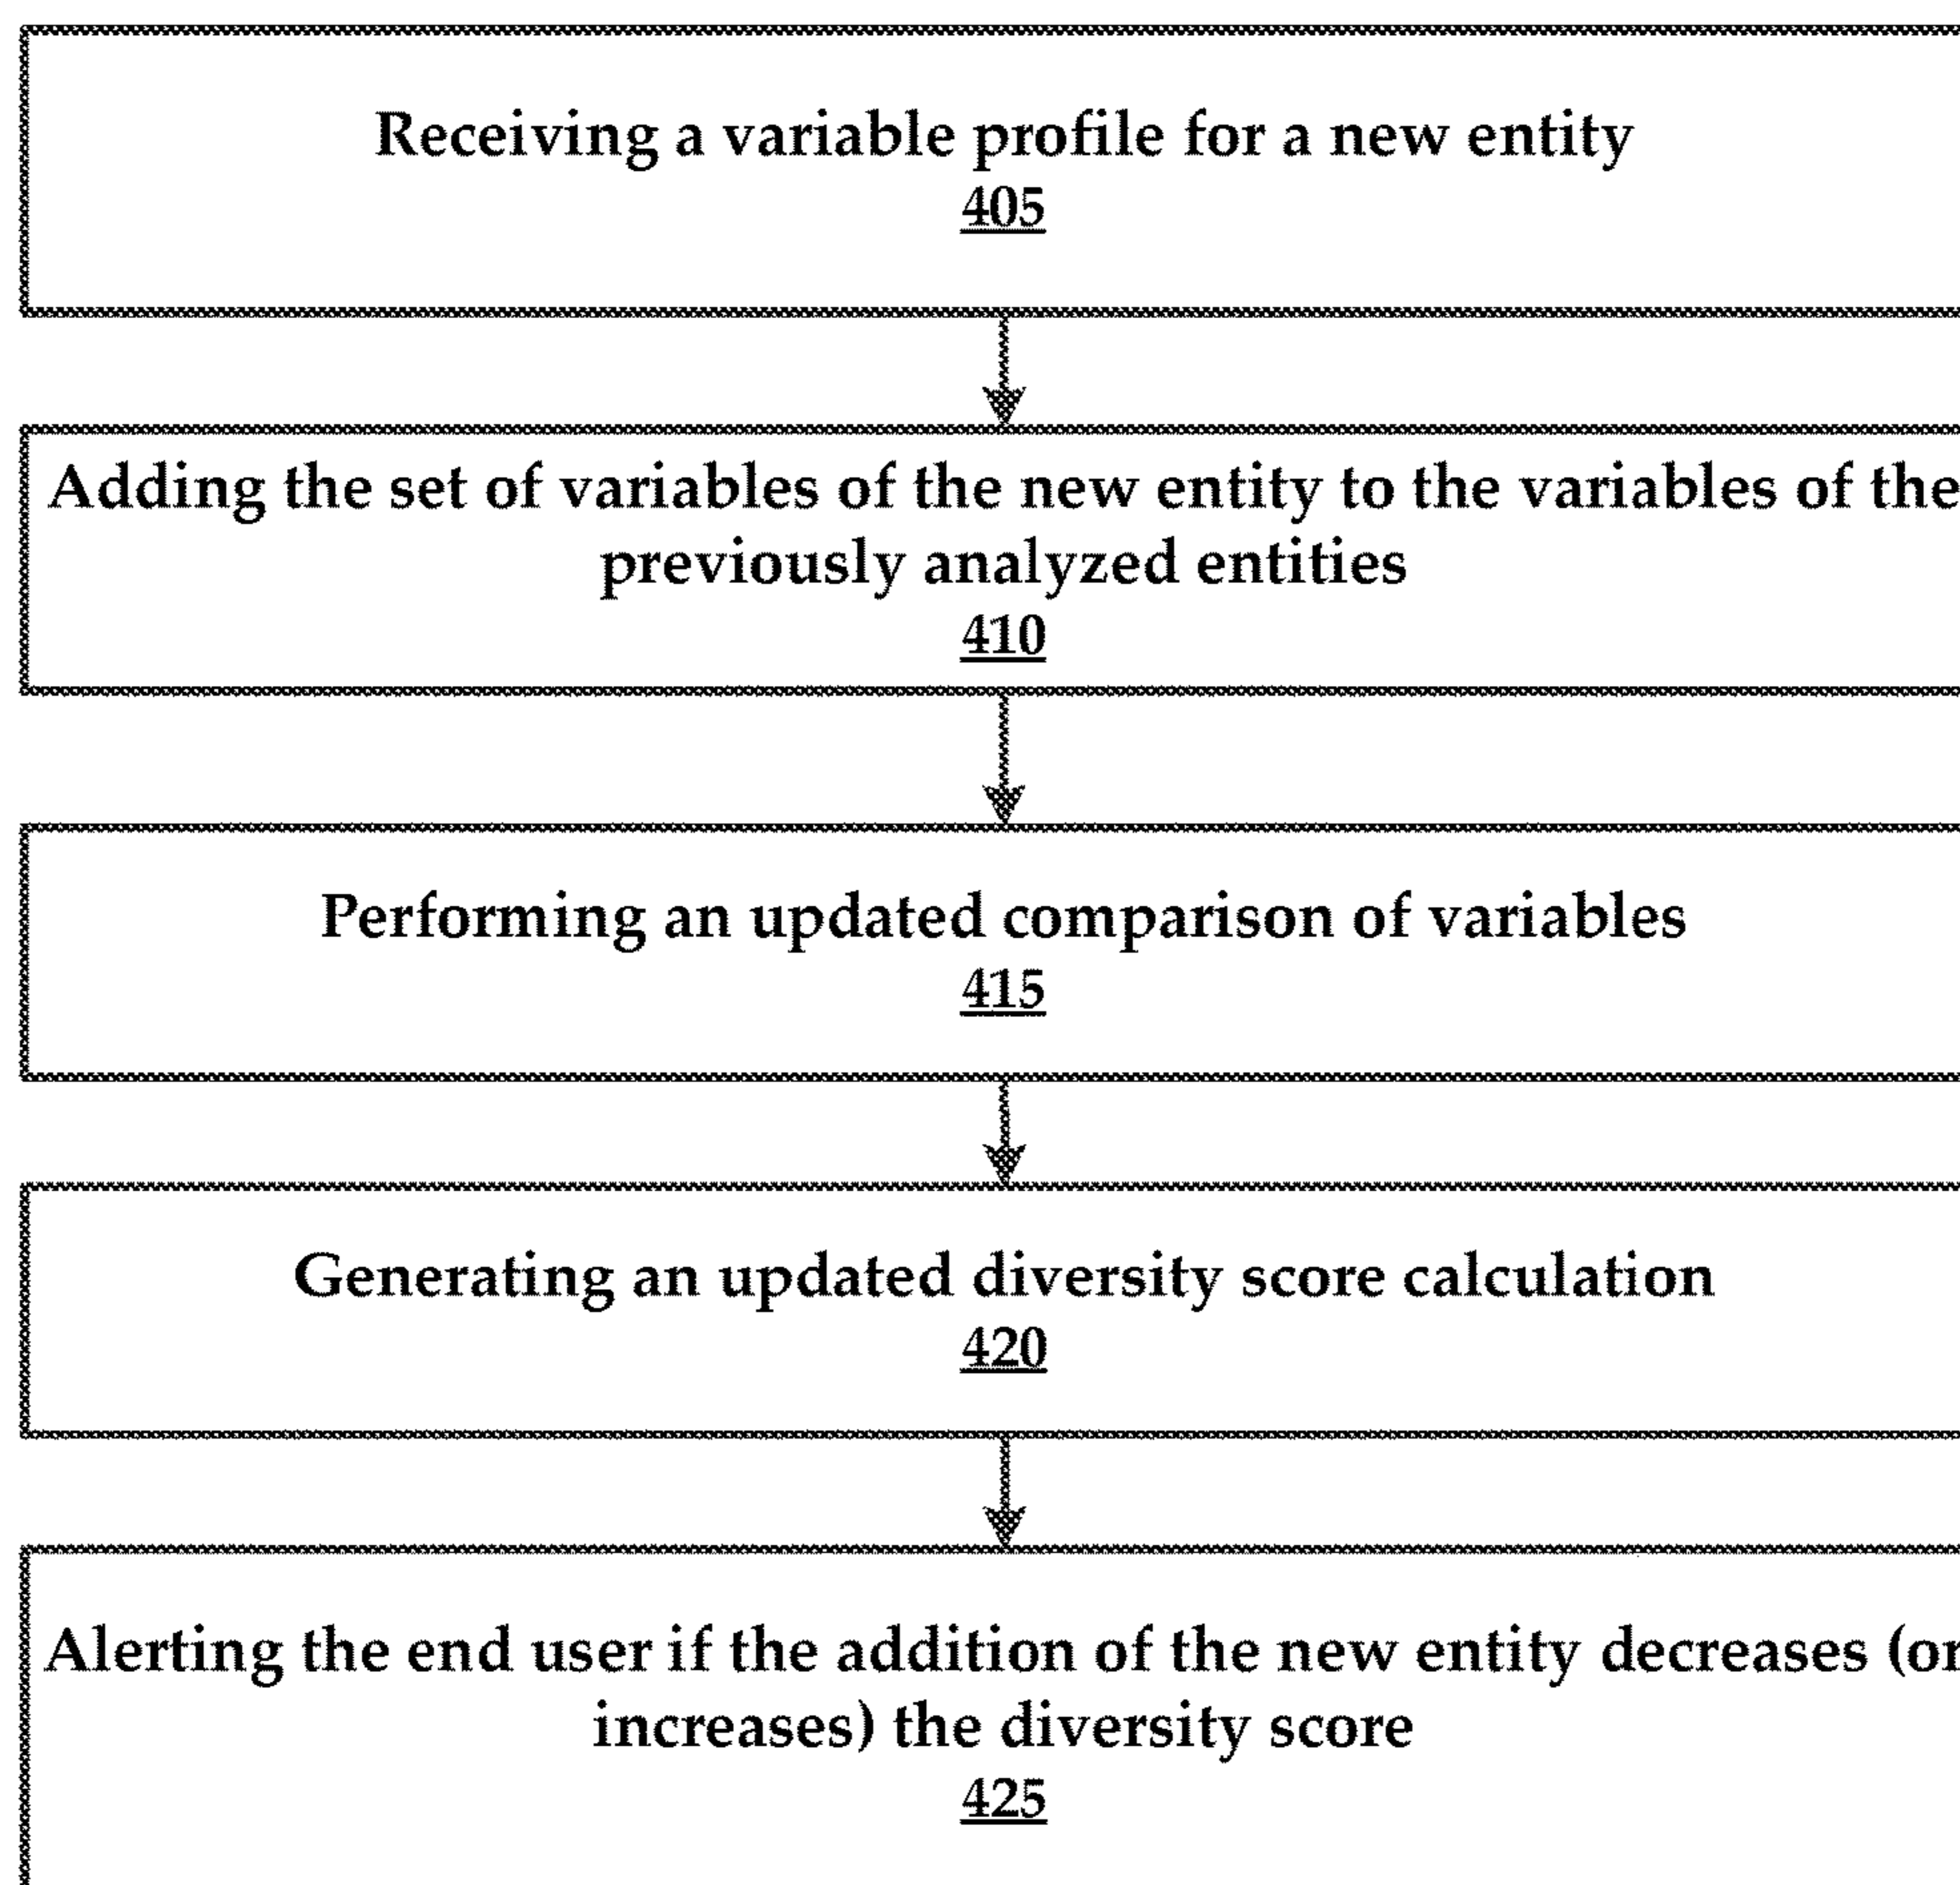 Receiving a variable profile for a new entity
405
Adding the set of variables of the new entity to the variables of the
previously analyzed entities
410
Performing an updated comparison of variables
415
Generating an updated diversity score calculation
420
Alerting the end user if the addition of the new entity decreases (or
increases) the diversity score
425